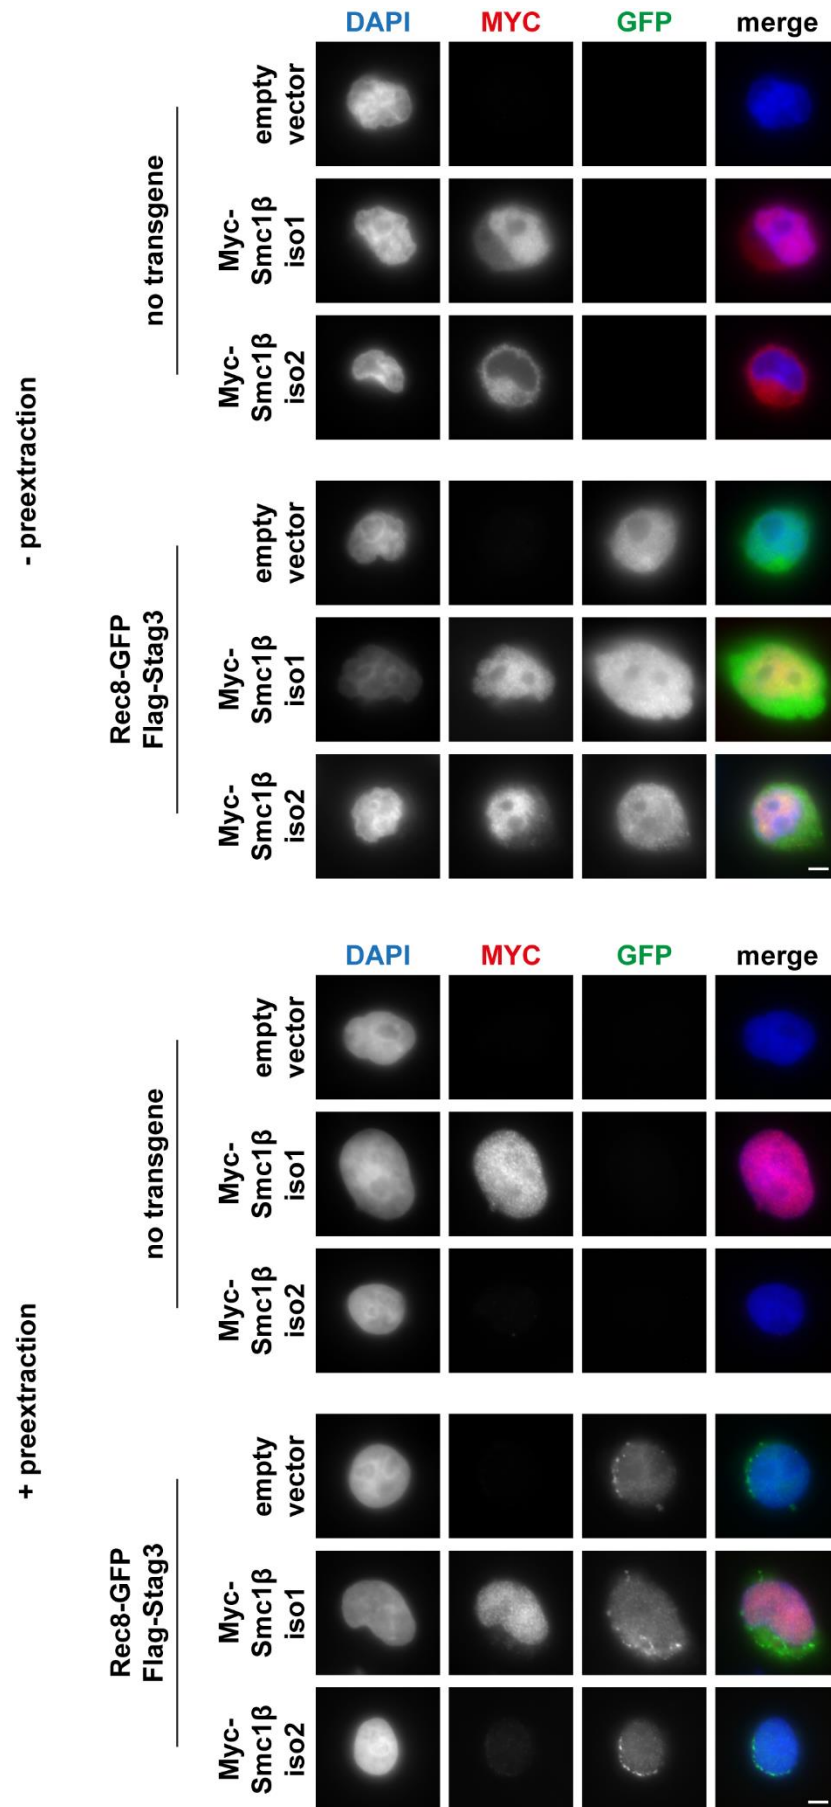 DAPI MYC GFP merge
- preextraction
no transgene
empty
vector
Myc-
Smc1β
iso1
Myc-
Smc1β
iso2
Rec8-GFP
Flag-Stag3
empty
vector
Myc-
Smc1β
iso1
Myc-
Smc1β
iso2
DAPI MYC GFP merge
+ preextraction
no transgene
empty
vector
Myc-
Smc1β
iso1
Myc-
Smc1β
iso2
Rec8-GFP
Flag-Stag3
empty
vector
Myc-
Smc1β
iso1
Myc-
Smc1β
iso2